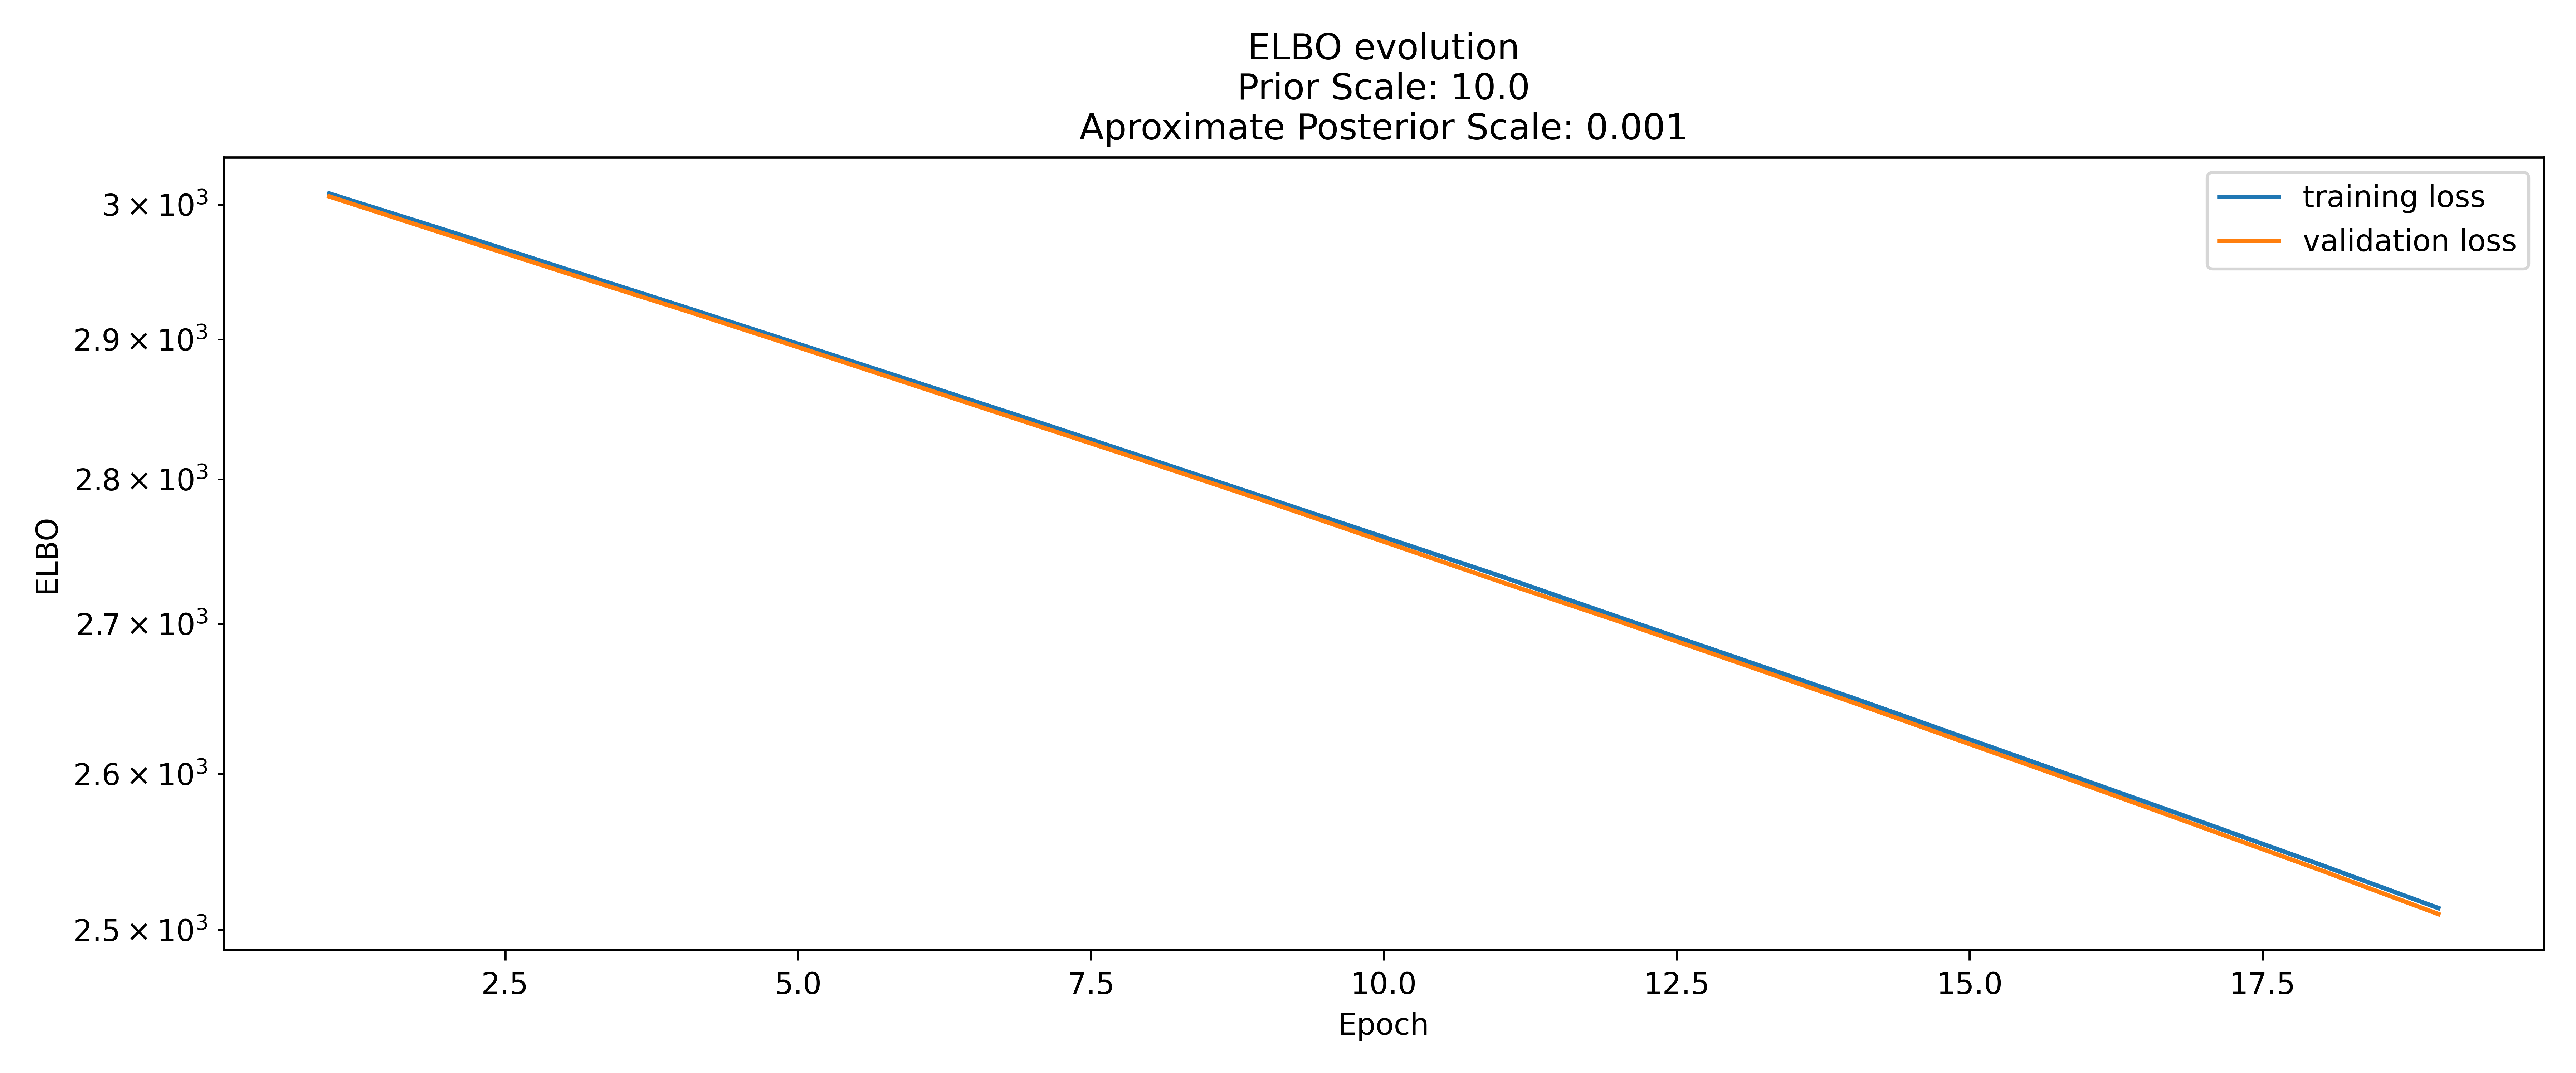 ELBO evolution
Prior Scale: 10.0
Aproximate Posterior Scale: 0.001
training loss
validation loss
3 × 10³
2.9 × 10³
2.8 × 10³
2.7 × 10³
2.6 × 10³
2.5 × 10³
ELBO
2.5 5.0 7.5 10.0 12.5 15.0 17.5
Epoch